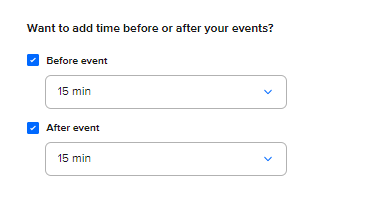 Want to add time before or after your events?
Before event
15 min
After event
15 min